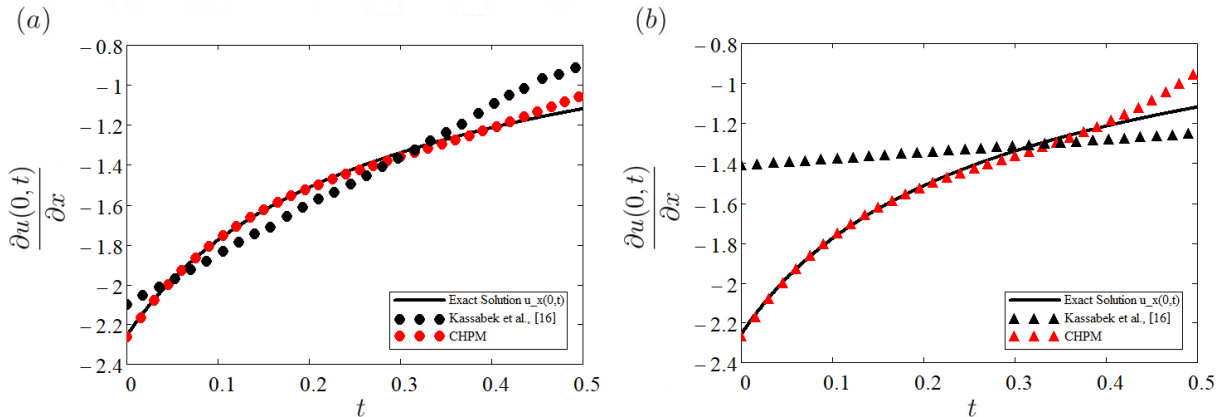 (a)
− 0.8
− 1
− 1.2
− 1.4
− 1.6
− 1.8
− 2
− 2.2
− 2.4
∂u(0, t)
∂x
0
0.1
0.2
0.3
0.4
0.5
t
Exact Solution u_x(0,t)
Kassabek et al., [16]
CHPM
(b)
− 0.8
− 1
− 1.2
− 1.4
− 1.6
− 1.8
− 2
− 2.2
− 2.4
∂u(0, t)
∂x
0
0.1
0.2
0.3
0.4
0.5
t
Exact Solution u_x(0,t)
Kassabek et al., [16]
CHPM